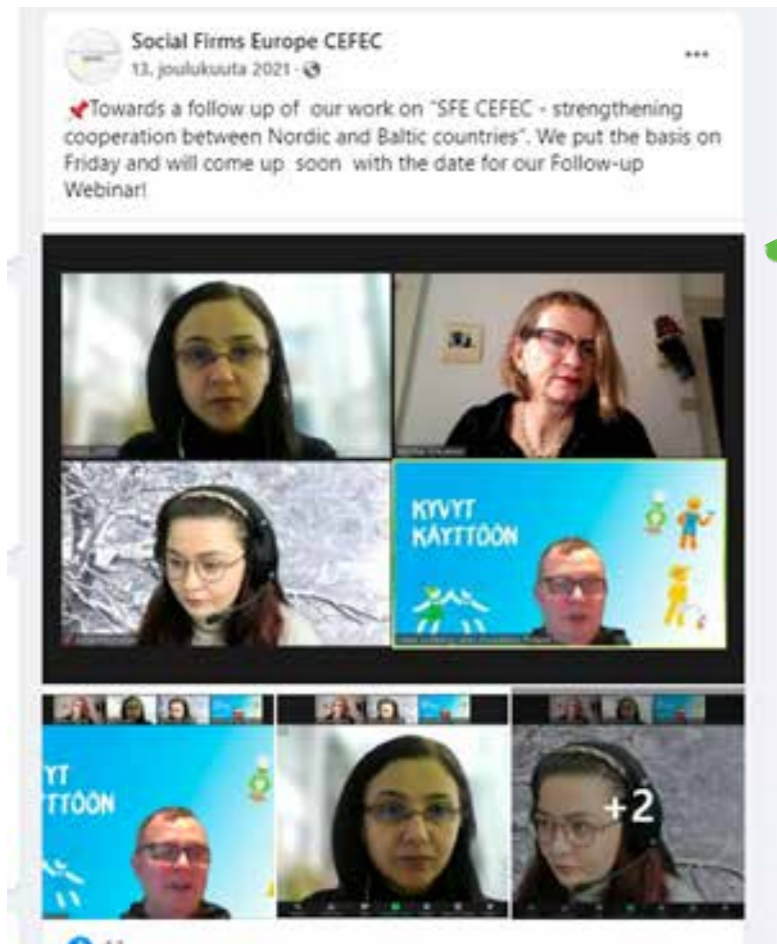 Social Firms Europe CEFEC
13. joulukuuta 2021 ·
Towards a follow up of our work on "SFE CEFEC - strengthening
cooperation between Nordic and Baltic countries". We put the basis on
Friday and will come up soon with the date for our Follow-up
Webinar!
KYVYT
KÄYTTÖÖN
YT
TTÖÖN
+2